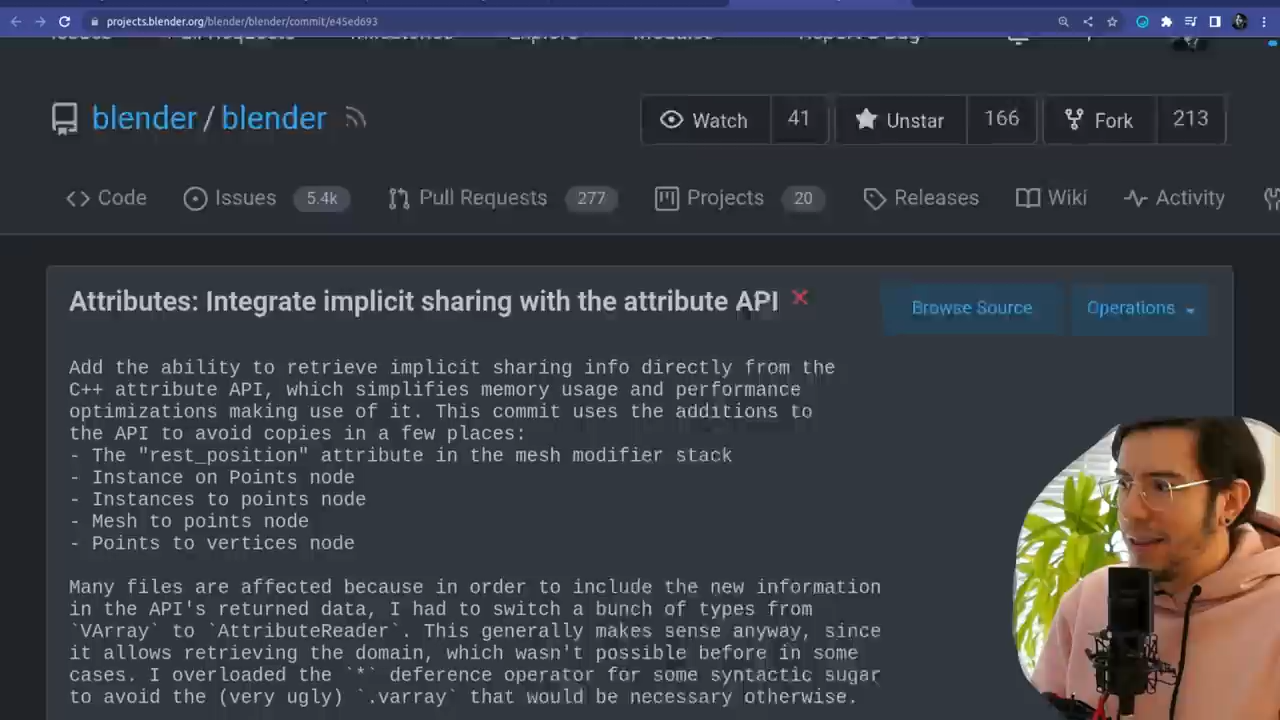 projects.blender.org/blender/blender/commit/e45ed693
blender / blender
Watch 41 Unstar 166 Fork 213
Code Issues 5.4k Pull Requests 277 Projects 20 Releases Wiki Activity
Attributes: Integrate implicit sharing with the attribute API
Browse Source Operations
Add the ability to retrieve implicit sharing info directly from the
C++ attribute API, which simplifies memory usage and performance
optimizations making use of it. This commit uses the additions to
the API to avoid copies in a few places:
- The "rest_position" attribute in the mesh modifier stack
- Instance on Points node
- Instances to points node
- Mesh to points node
- Points to vertices node
Many files are affected because in order to include the new information
in the API's returned data, I had to switch a bunch of types from
`VArray` to `AttributeReader`. This generally makes sense anyway, since
it allows retrieving the domain, which wasn't possible before in some
cases. I overloaded the `*` deference operator for some syntactic sugar
to avoid the (very ugly) `.varray` that would be necessary otherwise.